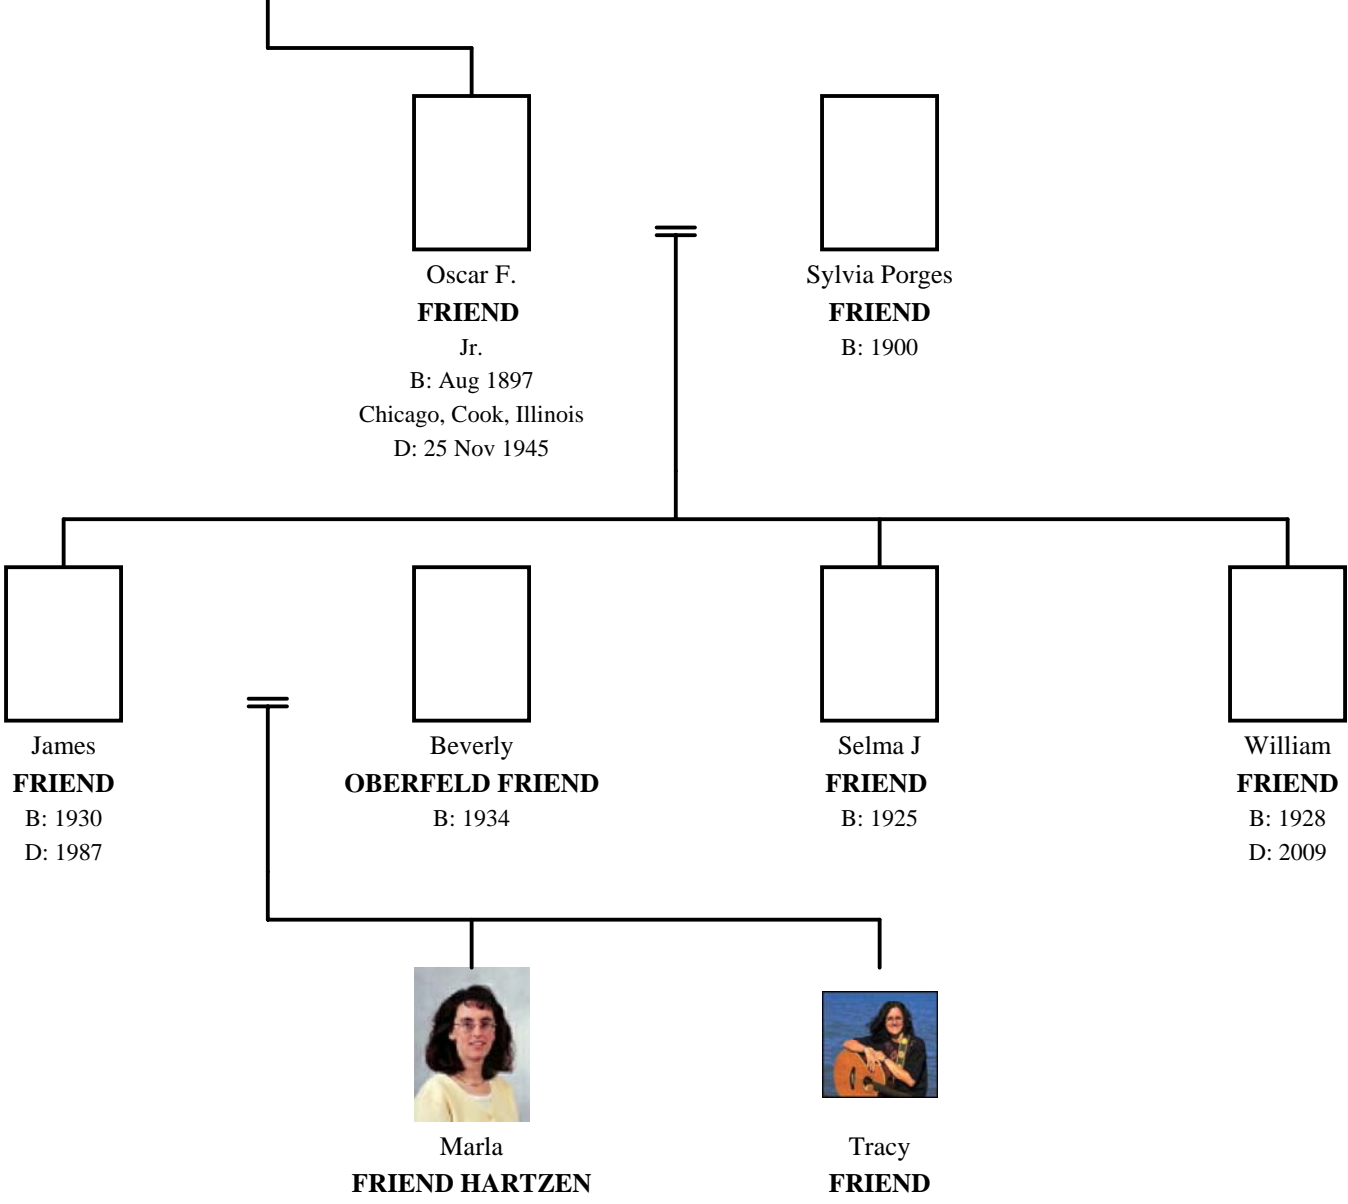 Oscar F.
FRIEND
Jr.
B: Aug 1897
Chicago, Cook, Illinois
D: 25 Nov 1945
Sylvia Porges
FRIEND
B: 1900
James
FRIEND
B: 1930
D: 1987
Beverly
OBERFELD FRIEND
B: 1934
Selma J
FRIEND
B: 1925
William
FRIEND
B: 1928
D: 2009
Marla
FRIEND HARTZEN
Tracy
FRIEND